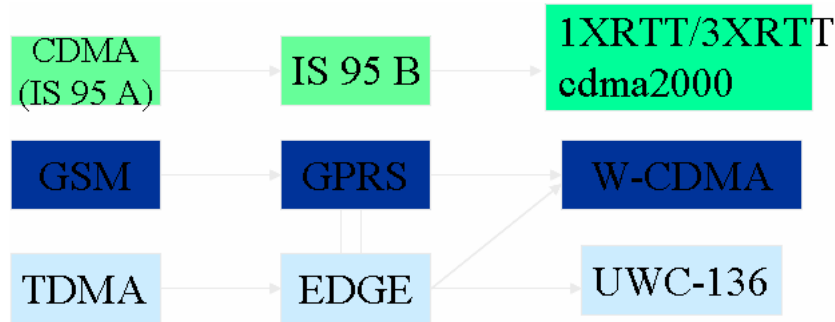 CDMA
(IS 95 A)
IS 95 B
1XRTT/3XRTT
cdma2000
GSM
GPRS
W-CDMA
TDMA
EDGE
UWC-136